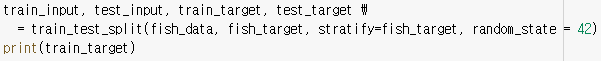 train_input, test_input, train_target, test_target ₩
= train_test_split(fish_data, fish_target, stratify=fish_target, random_state = 42)
print(train_target)